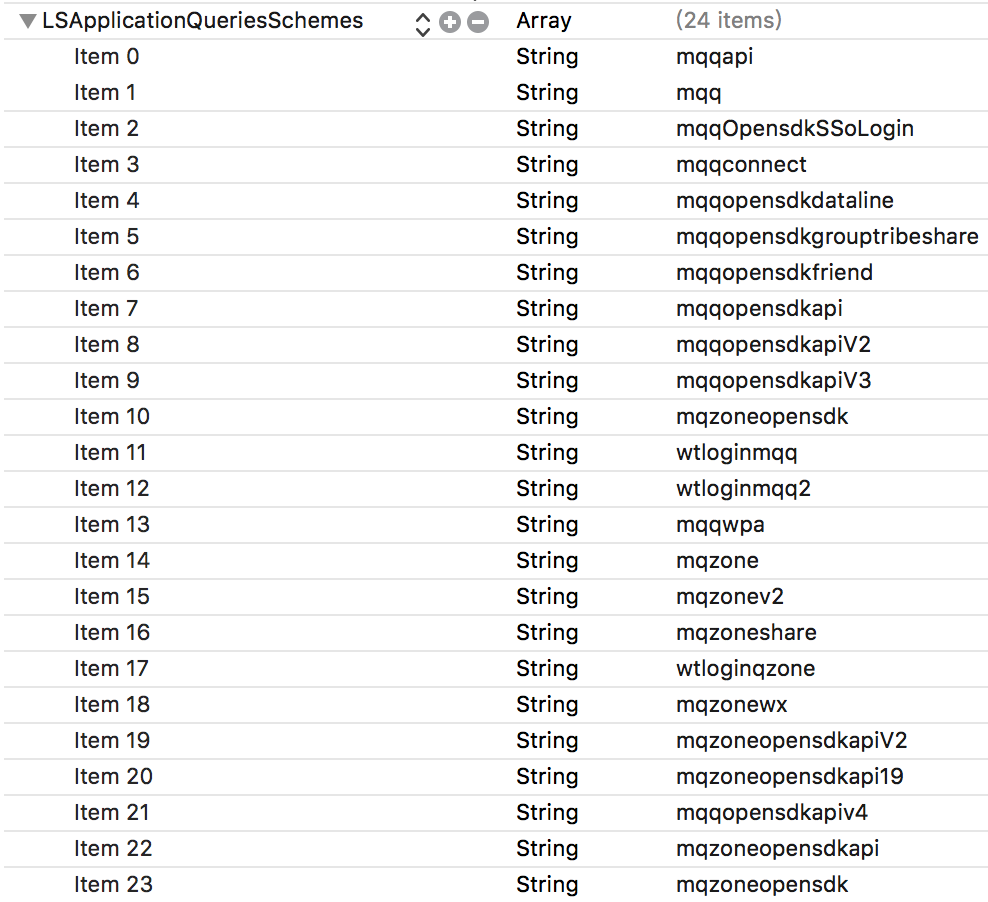 LSApplicationQueriesSchemes Array (24 items)
Item 0 String mqqapi
Item 1 String mqq
Item 2 String mqqOpensdkSSoLogin
Item 3 String mqqconnect
Item 4 String mqqopensdkdataline
Item 5 String mqqopensdkgrouptribeshare
Item 6 String mqqopensdkfriend
Item 7 String mqqopensdkapi
Item 8 String mqqopensdkapiV2
Item 9 String mqqopensdkapiV3
Item 10 String mqzoneopensdk
Item 11 String wtloginmqq
Item 12 String wtloginmqq2
Item 13 String mqqwpa
Item 14 String mqzone
Item 15 String mqzonev2
Item 16 String mqzoneshare
Item 17 String wtloginqzone
Item 18 String mqzonewx
Item 19 String mqzoneopensdkapiV2
Item 20 String mqzoneopensdkapi19
Item 21 String mqqopensdkapiv4
Item 22 String mqzoneopensdkapi
Item 23 String mqzoneopensdk